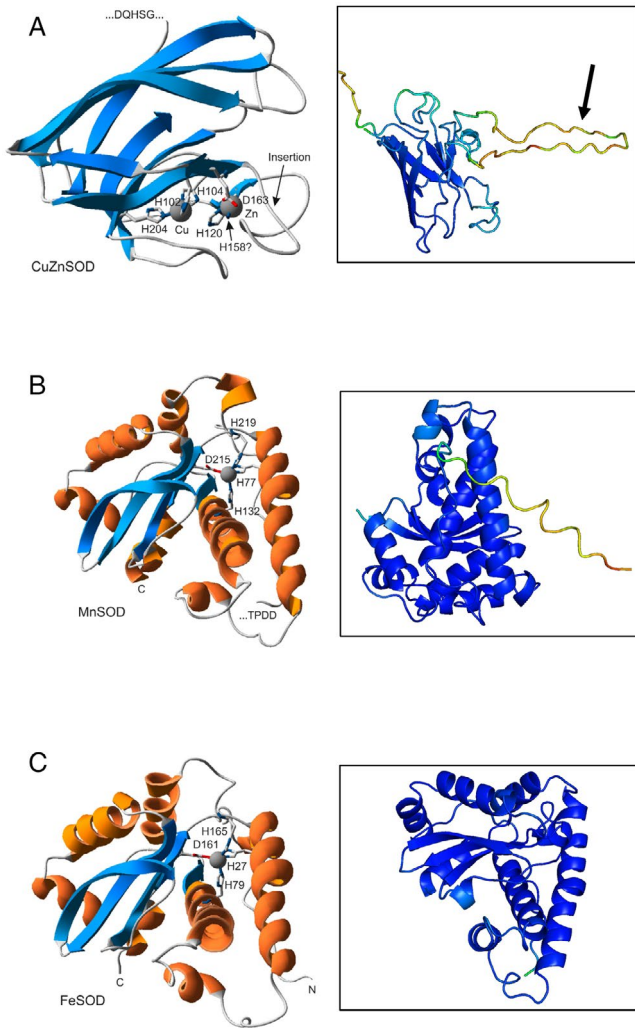 A
...DQHSG...
Insertion
H104
D163
H102
Zn
Cu
H120
H204
H158?
CuZnSOD
B
H219
D215
H77
H132
C
...TPDD
MnSOD
C
H165
D161
H27
H79
C
N
FeSOD